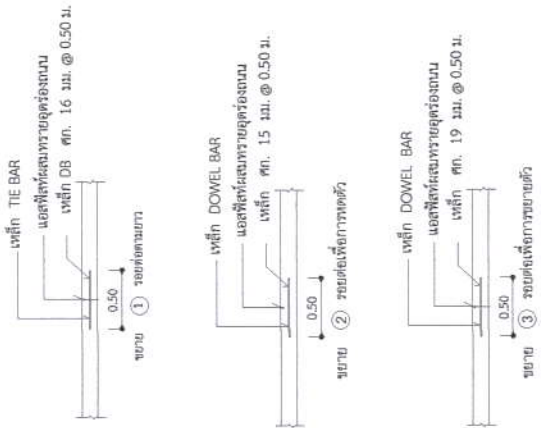 เหล็ก TIE BAR
แอสฟัลท์ผสมทรายอุดร่องถนน
เหล็ก DB ศก. 16 มม. @ 0.50 ม.
0.50
ขยาย 1 รอยต่อตามยาว
เหล็ก DOWEL BAR
แอสฟัลท์ผสมทรายอุดร่องถนน
เหล็ก ศก. 15 มม. @ 0.50 ม.
0.50
ขยาย 2 รอยต่อเพื่อการหดตัว
เหล็ก DOWEL BAR
แอสฟัลท์ผสมทรายอุดร่องถนน
เหล็ก ศก. 19 มม. @ 0.50 ม.
0.50
ขยาย 3 รอยต่อเพื่อการขยายตัว